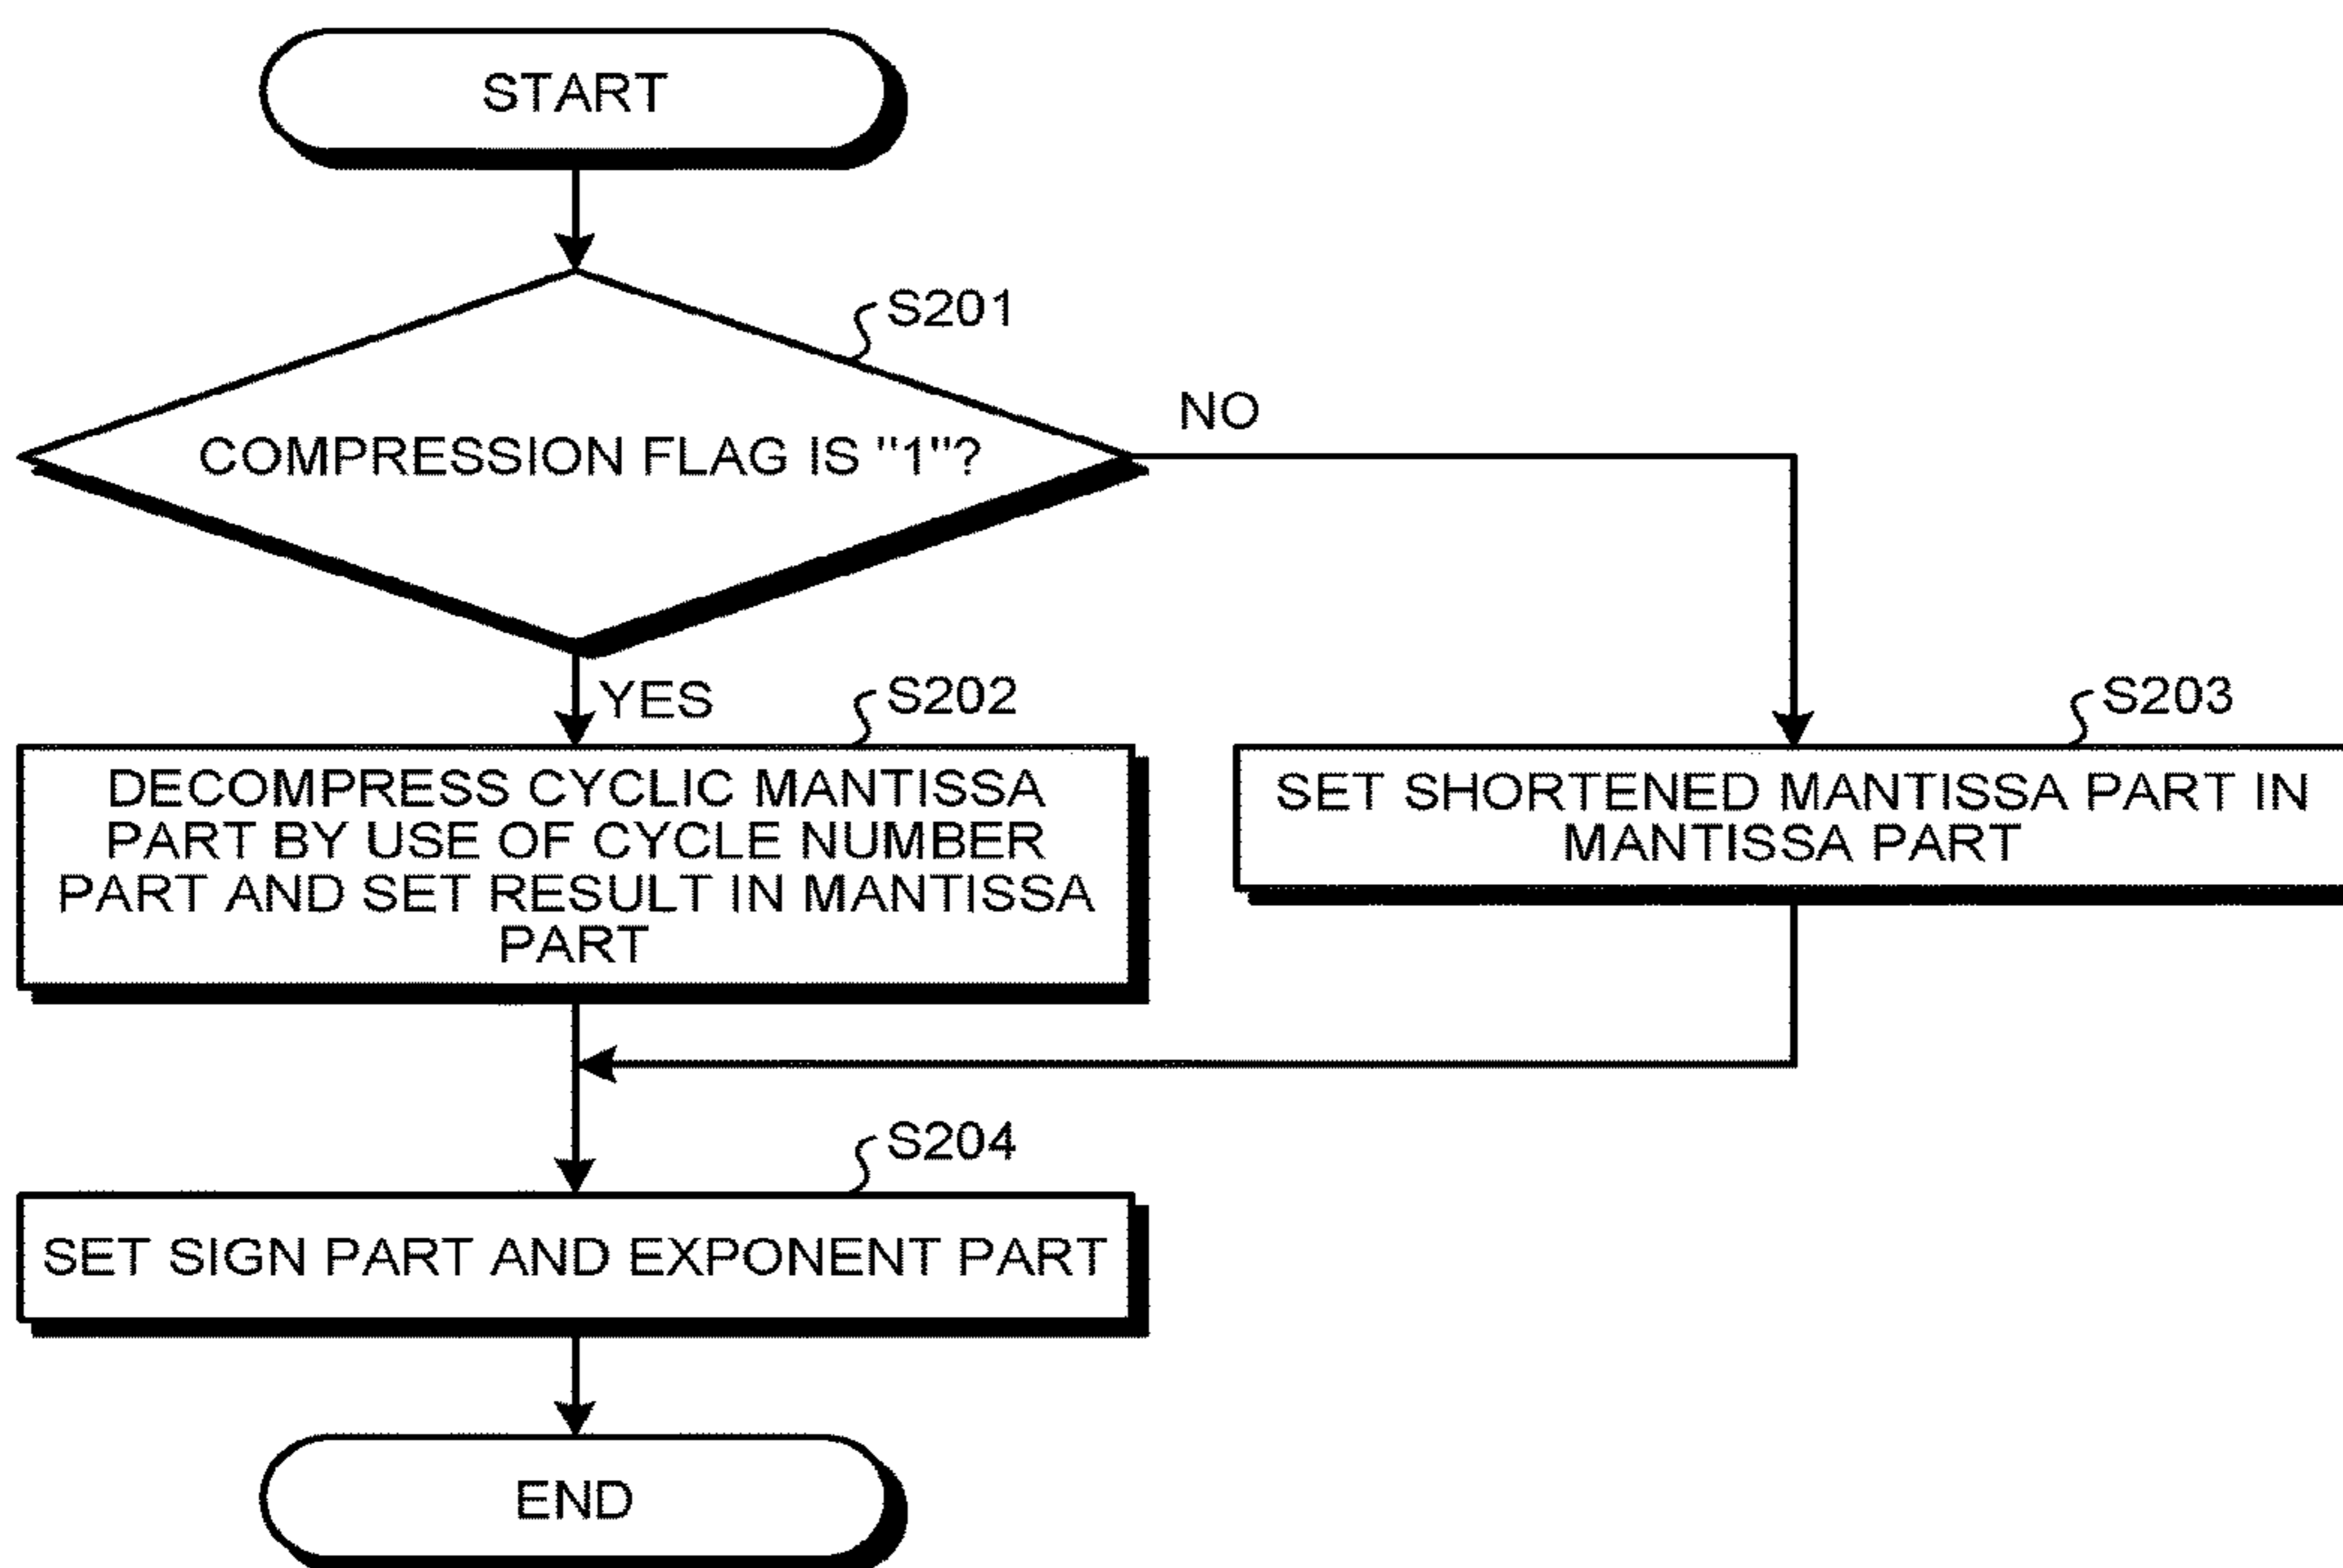 START
S201
NO
COMPRESSION FLAG IS "1"?
YES
S202
S203
DECOMPRESS CYCLIC MANTISSA
PART BY USE OF CYCLE NUMBER
PART AND SET RESULT IN MANTISSA
PART
SET SHORTENED MANTISSA PART IN
MANTISSA PART
S204
SET SIGN PART AND EXPONENT PART
END